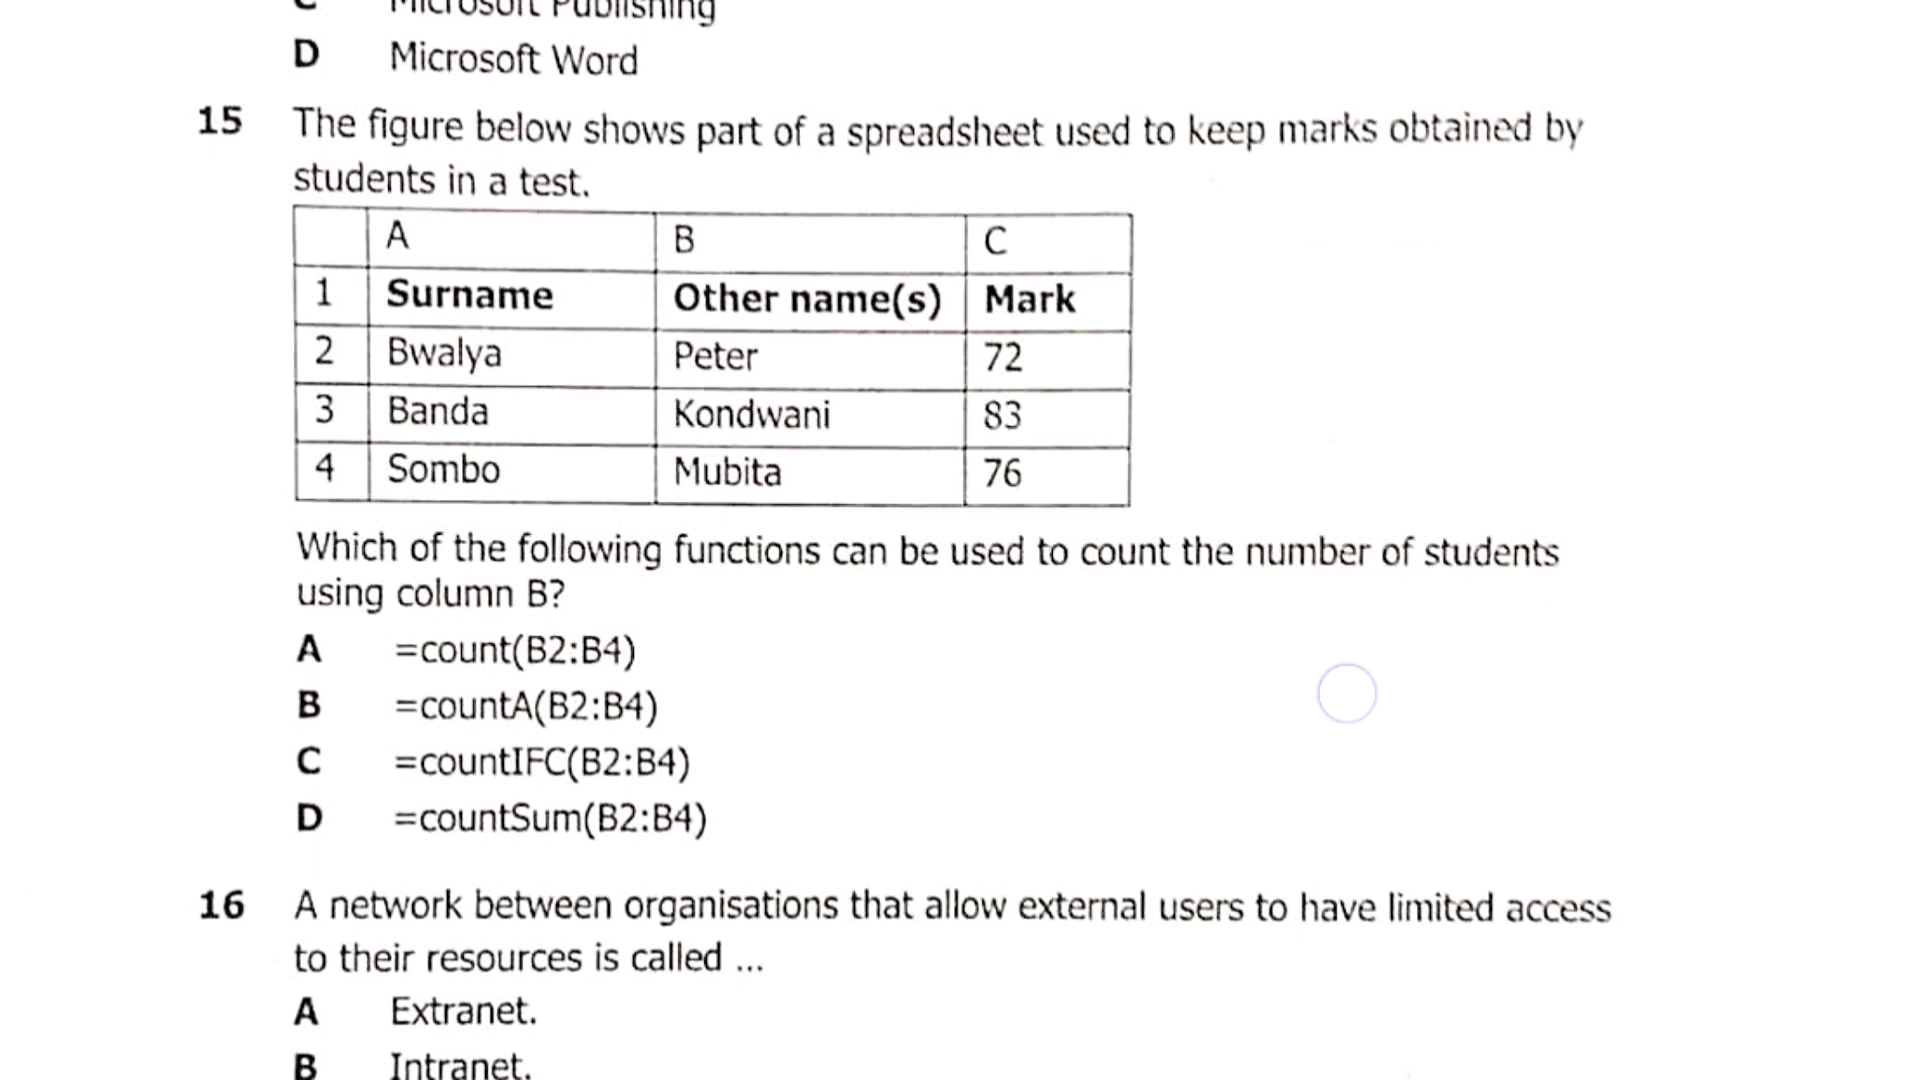 C Microsoft Publishing
D Microsoft Word
15 The figure below shows part of a spreadsheet used to keep marks obtained by
students in a test.
A B C
1 Surname Other name(s) Mark
2 Bwalya Peter 72
3 Banda Kondwani 83
4 Sombo Mubita 76
Which of the following functions can be used to count the number of students
using column B?
A =count(B2:B4)
B =countA(B2:B4)
C =countIFC(B2:B4)
D =countSum(B2:B4)
16 A network between organisations that allow external users to have limited access
to their resources is called ...
A Extranet.
B Intranet.